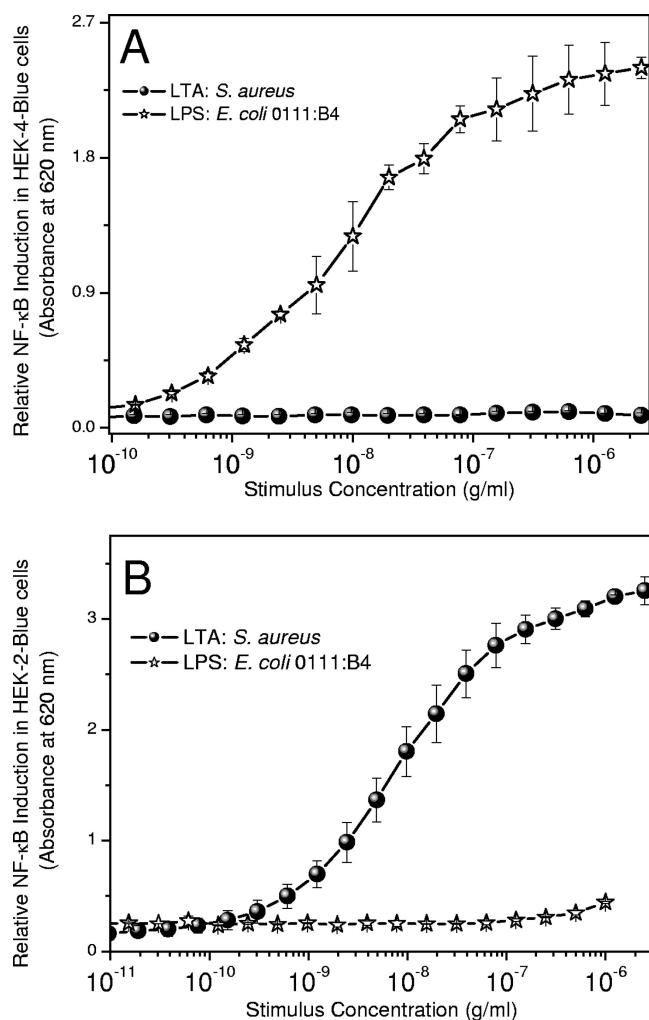 A
LTA: S. aureus
LPS: E. coli 0111:B4
Relative NF-κB Induction in HEK-4-Blue cells
(Absorbance at 620 nm)
2.7
1.8
0.9
0.0
10⁻¹⁰ 10⁻⁹ 10⁻⁸ 10⁻⁷ 10⁻⁶
Stimulus Concentration (g/ml)
B
LTA: S. aureus
LPS: E. coli 0111:B4
Relative NF-κB Induction in HEK-2-Blue cells
(Absorbance at 620 nm)
3
2
1
0
10⁻¹¹ 10⁻¹⁰ 10⁻⁹ 10⁻⁸ 10⁻⁷ 10⁻⁶
Stimulus Concentration (g/ml)